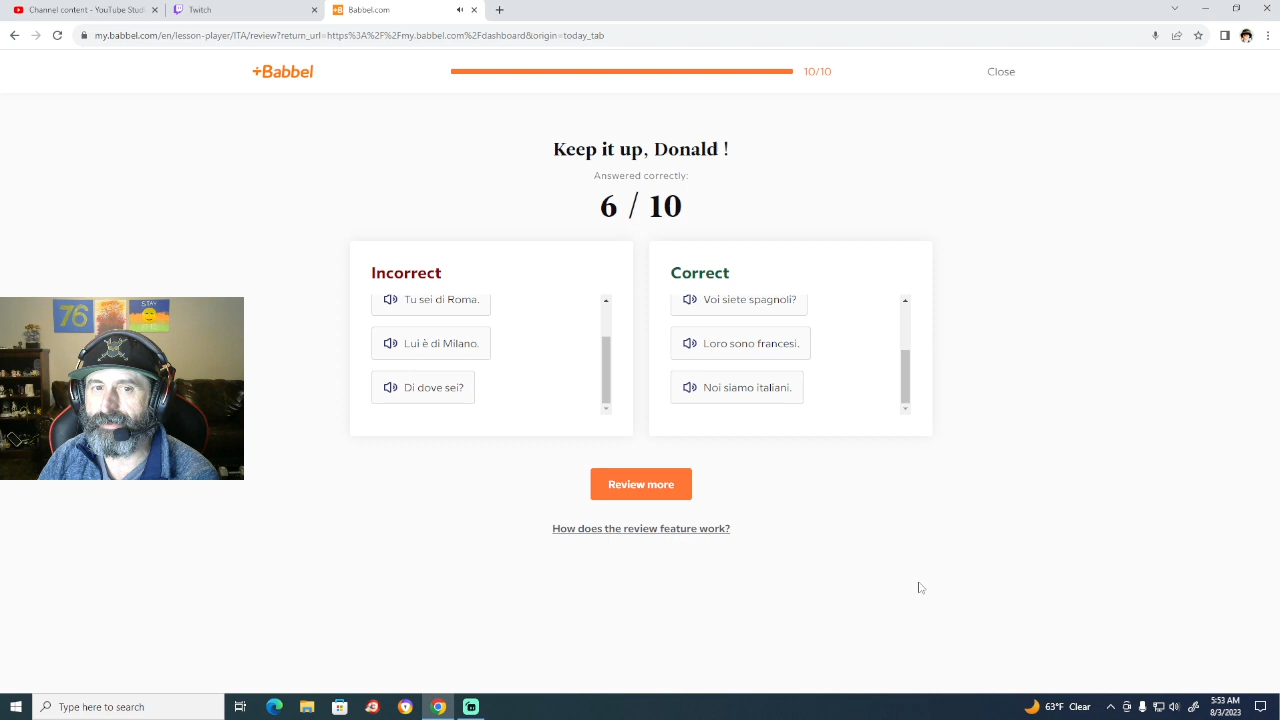 Channel content - YouTube Studi
Twitch
Babbel.com
my.babbel.com/en/lesson-player/ITA/review?return_url=https%3A%2F%2Fmy.babbel.com%2Fdashboard&origin=today_tab
+Babbel
10/10
Close
Keep it up, Donald !
Answered correctly:
6 / 10
Incorrect
Tu sei di Roma.
Lui è di Milano.
Di dove sei?
Correct
Voi siete spagnoli?
Loro sono francesi.
Noi siamo italiani.
76
STAY
Review more
How does the review feature work?
Type here to search
63°F Clear
5:53 AM
8/3/2023